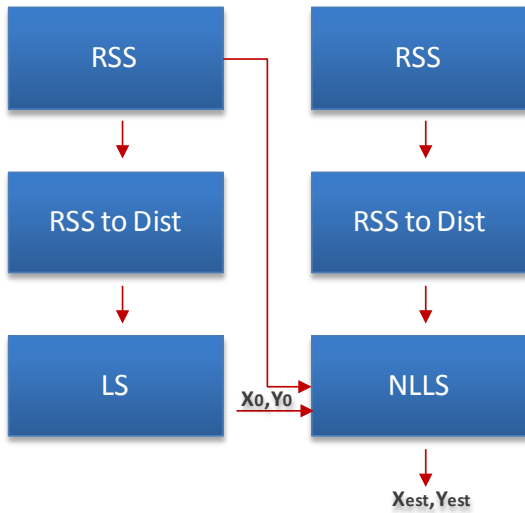 RSS
RSS
RSS to Dist
RSS to Dist
LS
X0,Y0
NLLS
Xest,Yest